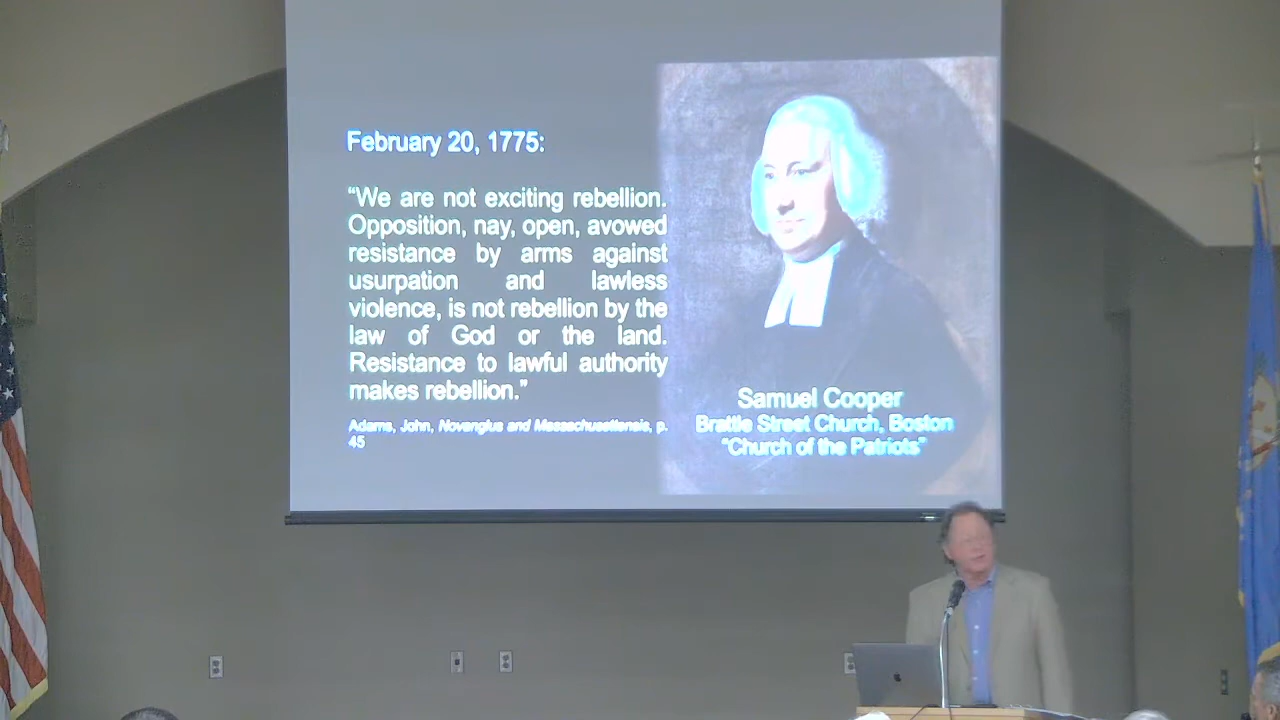 February 20, 1775:
“We are not exciting rebellion.
Opposition, nay, open, avowed
resistance by arms against
usurpation and lawless
violence, is not rebellion by the
law of God or the land.
Resistance to lawful authority
makes rebellion.”
Adams, John, Novanglus and Massachusettensis, p.
45
Samuel Cooper
Brattle Street Church, Boston
“Church of the Patriots”